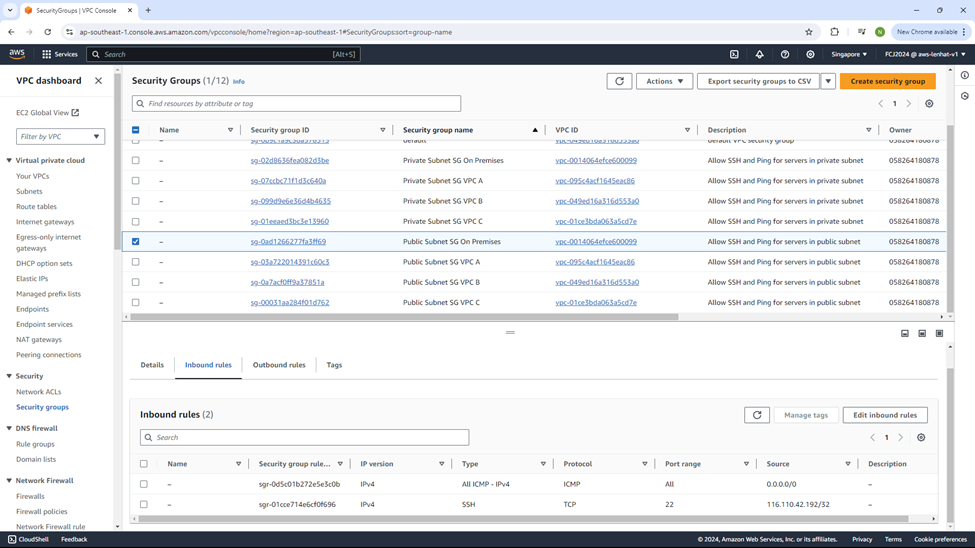 SecurityGroups | VPC Console
ap-southeast-1.console.aws.amazon.com/vpcconsole/home?region=ap-southeast-1#SecurityGroups:sort=group-name
N
New Chrome available
aws
Services
Search
[Alt+S]
Singapore
FCJ2024 @ aws-lenhat-v1
VPC dashboard
EC2 Global View
Filter by VPC
Virtual private cloud
Your VPCs
Subnets
Route tables
Internet gateways
Egress-only internet
gateways
DHCP option sets
Elastic IPs
Managed prefix lists
Endpoints
Endpoint services
NAT gateways
Peering connections
Security
Network ACLs
Security groups
DNS firewall
Rule groups
Domain lists
Network Firewall
Firewalls
Firewall policies
Network Firewall rule
Security Groups (1/12) Info
Actions
Export security groups to CSV
Create security group
Find resources by attribute or tag
1
Name Security group ID Security group name VPC ID Description Owner
– default default VPC security group 058264180878
– sg-02d8636fea082d3be Private Subnet SG On Premises vpc-0014064efce600099 Allow SSH and Ping for servers in private subnet 058264180878
– sg-07ccbc71f1d3c640a Private Subnet SG VPC A vpc-095c4acf1645eac86 Allow SSH and Ping for servers in private subnet 058264180878
– sg-099d9e6e36d4b4635 Private Subnet SG VPC B vpc-049ed16a316d553a0 Allow SSH and Ping for servers in private subnet 058264180878
– sg-01eeaed3bc3e13960 Private Subnet SG VPC C vpc-01ce3bda063a5cd7e Allow SSH and Ping for servers in private subnet 058264180878
– sg-0ad1266277fa3ff69 Public Subnet SG On Premises vpc-0014064efce600099 Allow SSH and Ping for servers in public subnet 058264180878
– sg-03a722014391c60c3 Public Subnet SG VPC A vpc-095c4acf1645eac86 Allow SSH and Ping for servers in public subnet 058264180878
– sg-0a7acf0ff9a37851a Public Subnet SG VPC B vpc-049ed16a316d553a0 Allow SSH and Ping for servers in public subnet 058264180878
– sg-00031aa284f01d762 Public Subnet SG VPC C vpc-01ce3bda063a5cd7e Allow SSH and Ping for servers in public subnet 058264180878
Details Inbound rules Outbound rules Tags
Inbound rules (2)
Manage tags
Edit inbound rules
Search
1
Name Security group rule... IP version Type Protocol Port range Source Description
– sgr-0d5c01b272e5e3c0b IPv4 All ICMP - IPv4 ICMP All 0.0.0.0/0 –
– sgr-01cce714e6cf0f696 IPv4 SSH TCP 22 116.110.42.192/32 –
CloudShell
Feedback
© 2024, Amazon Web Services, Inc. or its affiliates.
Privacy
Terms
Cookie preferences